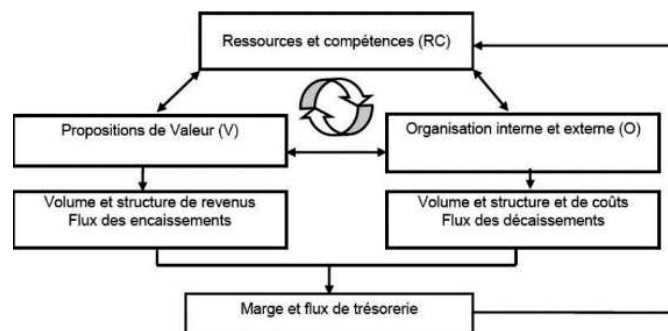 Ressources et compétences (RC)
Propositions de Valeur (V)
Organisation interne et externe (O)
Volume et structure de revenus
Flux des encaissements
Volume et structure et de coûts
Flux des décaissements
Marge et flux de trésorerie